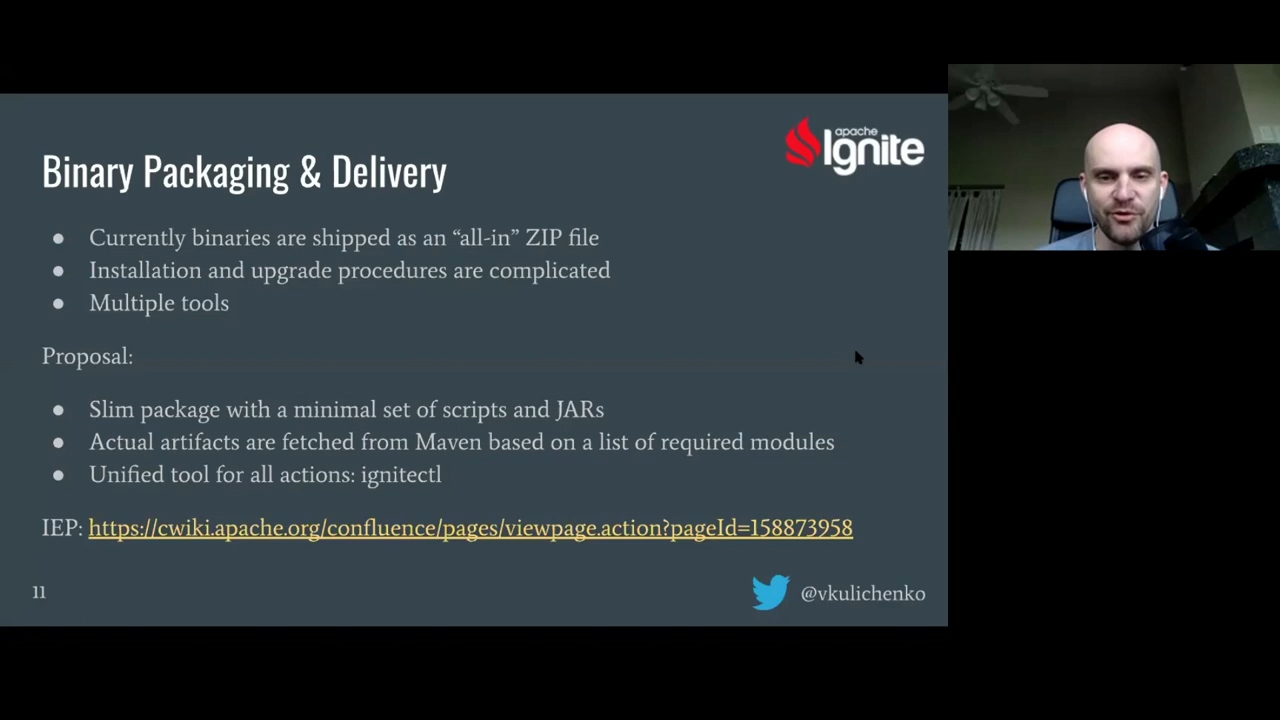 apache
Ignite
Binary Packaging & Delivery
● Currently binaries are shipped as an “all-in” ZIP file
● Installation and upgrade procedures are complicated
● Multiple tools
Proposal:
● Slim package with a minimal set of scripts and JARs
● Actual artifacts are fetched from Maven based on a list of required modules
● Unified tool for all actions: ignitectl
IEP: https://cwiki.apache.org/confluence/pages/viewpage.action?pageId=158873958
11
@vkulichenko